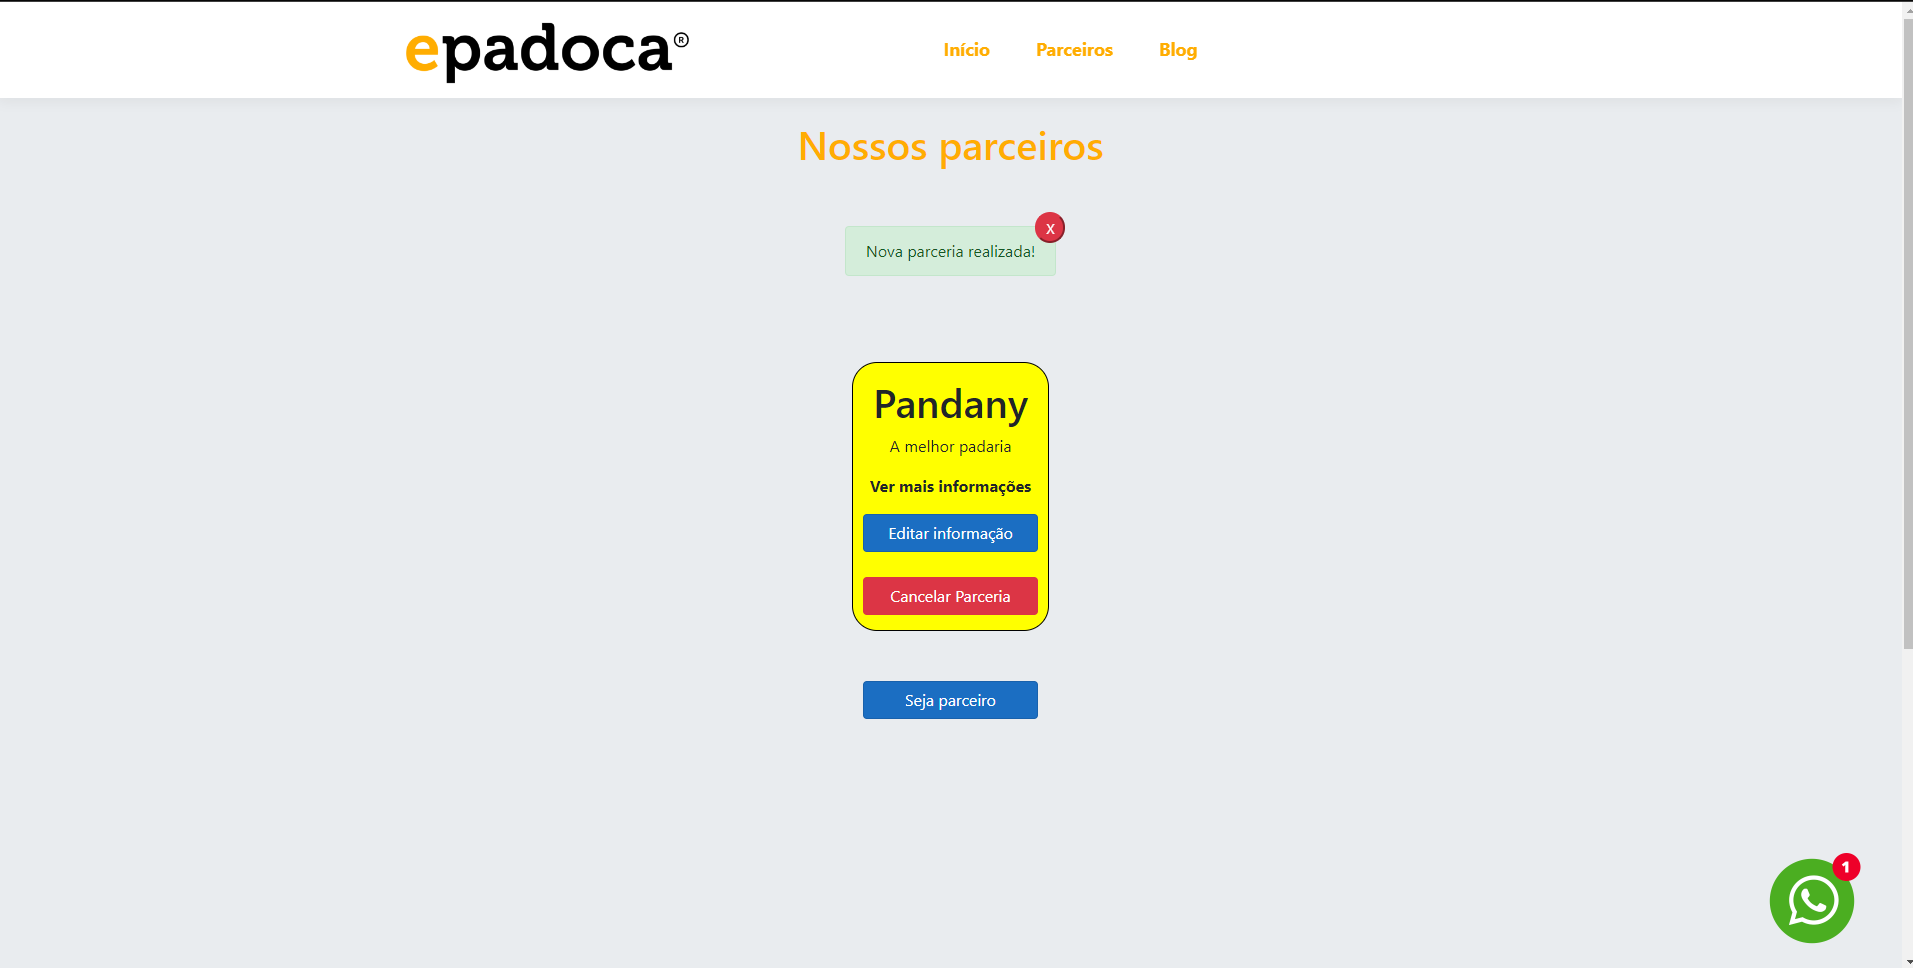 epadoca®
Início Parceiros Blog
Nossos parceiros
X
Nova parceria realizada!
Pandany
A melhor padaria
Ver mais informações
Editar informação
Cancelar Parceria
Seja parceiro
1